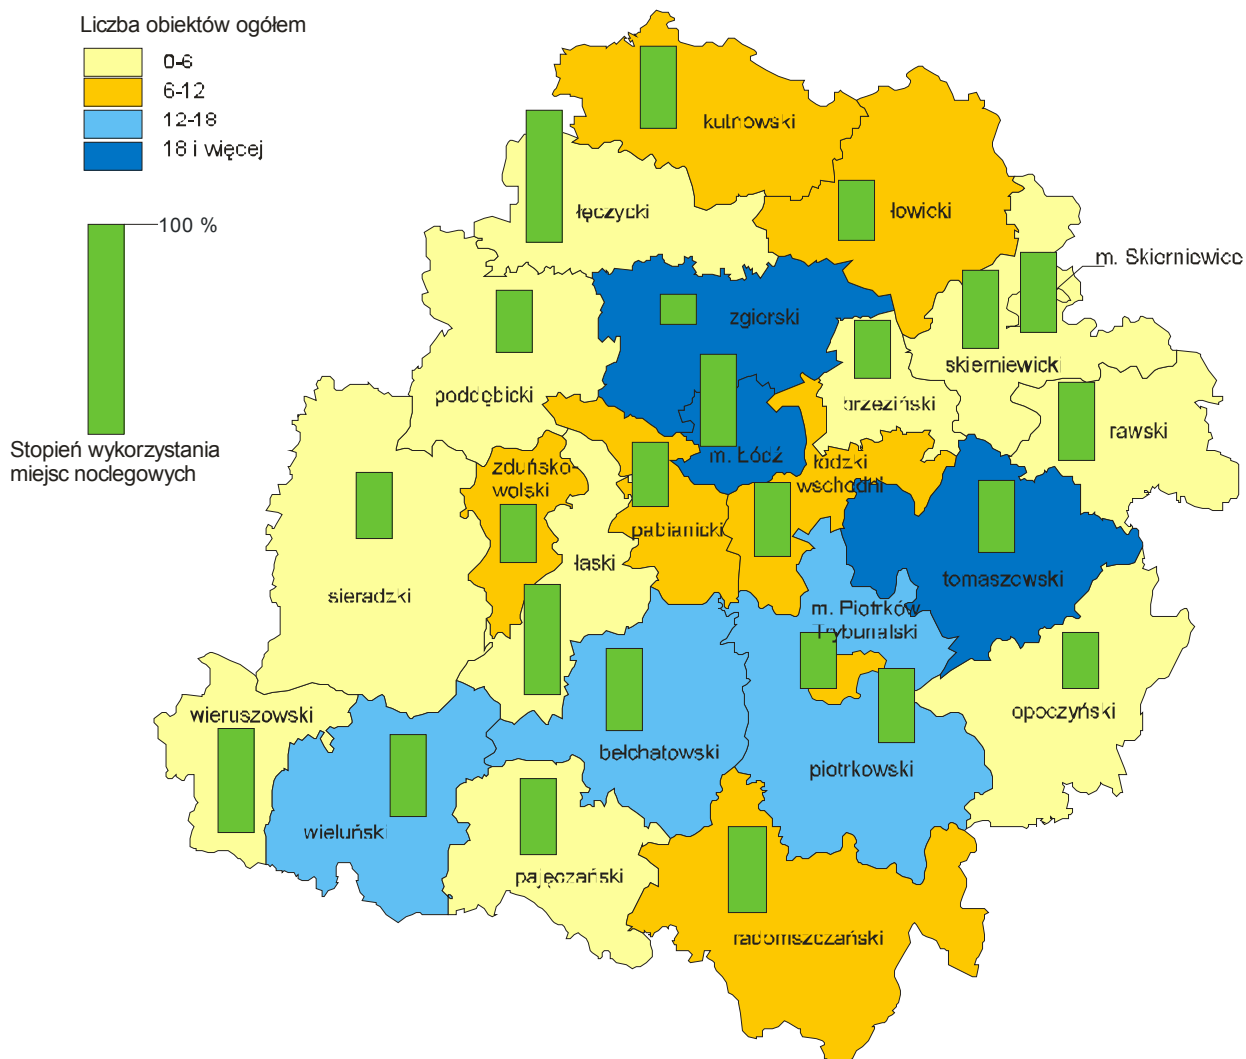 Liczba obiektów ogółem
0-6
6-12
12-18
18 i więcej
100 %
Stopień wykorzystania
miejsc noclegowych
kutnowski
łęczycki
łowicki
m. Skierniewice
zgierski
skierniewicki
poddębicki
brzeziński
rawski
m. Łódź
łódzki
wschodni
zduńsko-
wolski
pabianicki
łaski
tomaszowski
sieradzki
m. Piotrków
Trybunalski
wieruszowski
opoczyński
bełchatowski
piotrkowski
wieluński
pajęczański
radomszczański